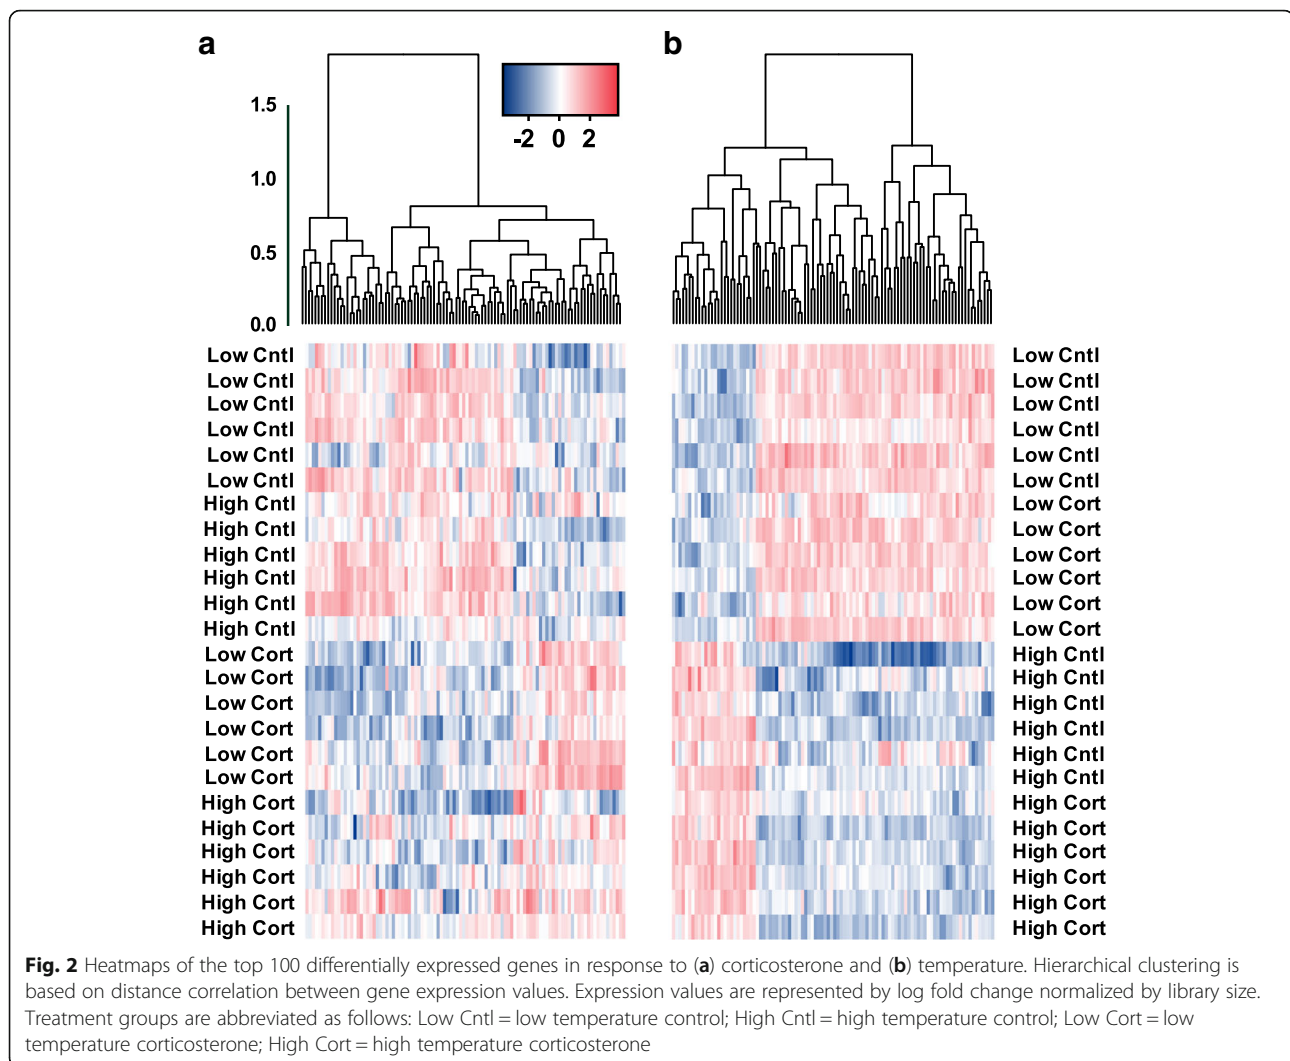 a
b
1.5
1.0
0.5
0.0
-2 0 2
Low Cntl
Low Cntl
Low Cntl
Low Cntl
Low Cntl
Low Cntl
High Cntl
High Cntl
High Cntl
High Cntl
High Cntl
High Cntl
Low Cort
Low Cort
Low Cort
Low Cort
Low Cort
Low Cort
High Cort
High Cort
High Cort
High Cort
High Cort
High Cort
Low Cntl
Low Cntl
Low Cntl
Low Cntl
Low Cntl
Low Cntl
Low Cort
Low Cort
Low Cort
Low Cort
Low Cort
Low Cort
High Cntl
High Cntl
High Cntl
High Cntl
High Cntl
High Cntl
High Cort
High Cort
High Cort
High Cort
High Cort
High Cort
Fig. 2 Heatmaps of the top 100 differentially expressed genes in response to (a) corticosterone and (b) temperature. Hierarchical clustering is
based on distance correlation between gene expression values. Expression values are represented by log fold change normalized by library size.
Treatment groups are abbreviated as follows: Low Cntl = low temperature control; High Cntl = high temperature control; Low Cort = low
temperature corticosterone; High Cort = high temperature corticosterone